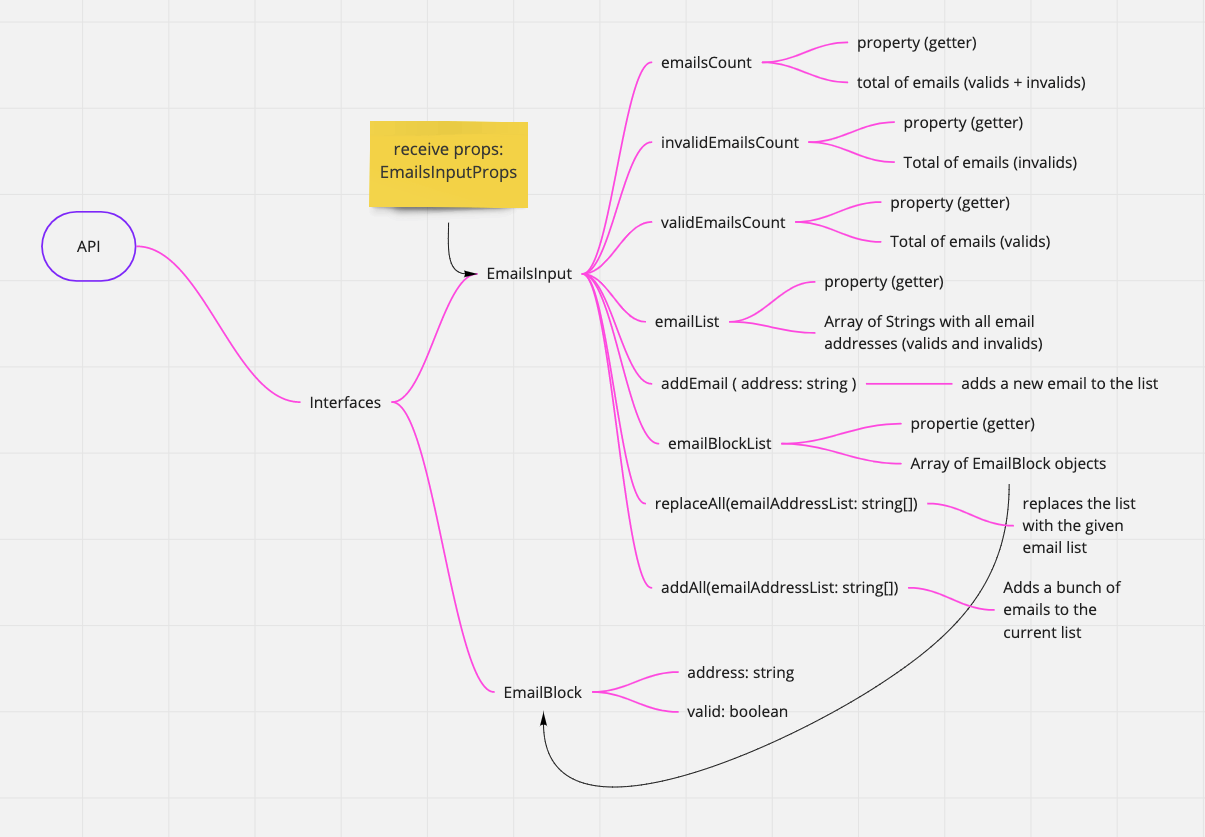 API
Interfaces
receive props:
EmailsInputProps
EmailsInput
emailsCount
property (getter)
total of emails (valids + invalids)
invalidEmailsCount
property (getter)
Total of emails (invalids)
validEmailsCount
property (getter)
Total of emails (valids)
emailList
property (getter)
Array of Strings with all email
addresses (valids and invalids)
addEmail ( address: string )
adds a new email to the list
emailBlockList
propertie (getter)
Array of EmailBlock objects
replaceAll(emailAddressList: string[])
replaces the list
with the given
email list
addAll(emailAddressList: string[])
Adds a bunch of
emails to the
current list
EmailBlock
address: string
valid: boolean